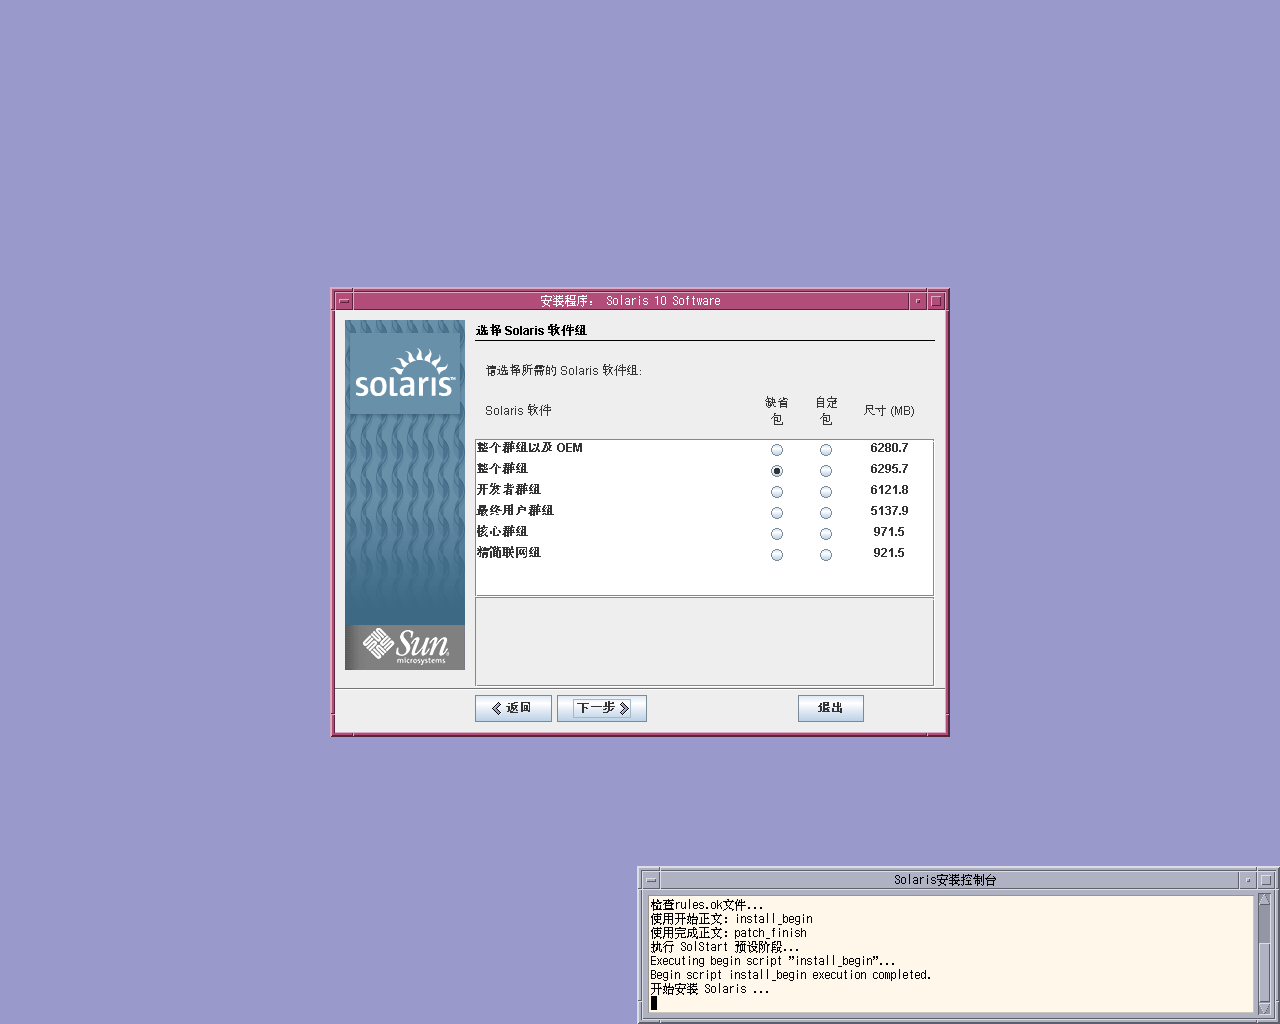 安装程序： Solaris 10 Software
选择 Solaris 软件组
solaris™
请选择所需的 Solaris 软件组:
Solaris 软件 缺省包 自定包 尺寸 (MB)
整个群组以及 OEM 6280.7
整个群组 6295.7
开发者群组 6121.8
最终用户群组 5137.9
核心群组 971.5
精简联网组 921.5
Sun
microsystems
返回 下一步 退出
Solaris安装控制台
检查rules.ok文件...
使用开始正文: install_begin
使用完成正文: patch_finish
执行 SolStart 预设阶段...
Executing begin script "install_begin"...
Begin script install_begin execution completed.
开始安装 Solaris ...